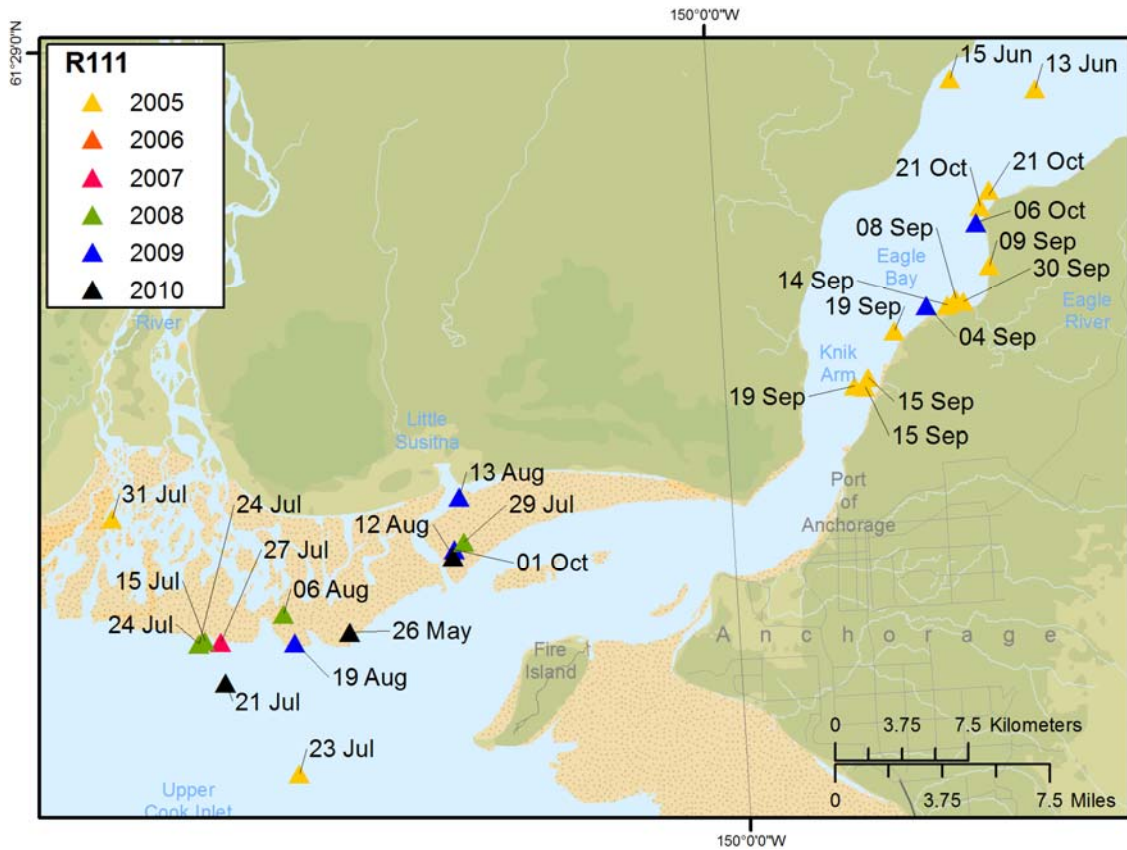 150°0'0"W
61°29'0"N
R111
2005
2006
2007
2008
2009
2010
15 Jun
13 Jun
21 Oct
21 Oct
06 Oct
08 Sep
09 Sep
Eagle
Bay
30 Sep
14 Sep
Eagle
River
19 Sep
04 Sep
Knik
Arm
19 Sep
15 Sep
15 Sep
River
Little
Susitna
13 Aug
Port
of
Anchorage
31 Jul
24 Jul
29 Jul
12 Aug
27 Jul
01 Oct
15 Jul
06 Aug
24 Jul
26 May
Anchorage
Fire
Island
19 Aug
21 Jul
23 Jul
0 3.75 7.5 Kilometers
0 3.75 7.5 Miles
Upper
Cook Inlet
150°0'0"W